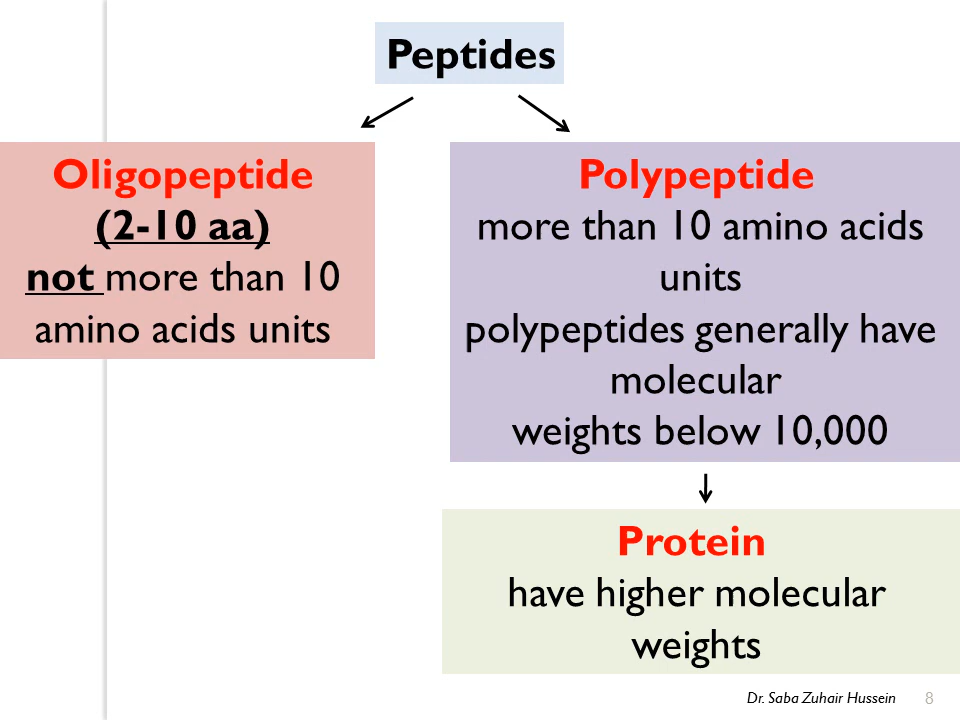 Peptides
Oligopeptide
(2-10 aa)
not more than 10
amino acids units
Polypeptide
more than 10 amino acids
units
polypeptides generally have
molecular
weights below 10,000
Protein
have higher molecular
weights
Dr. Saba Zuhair Hussein
8